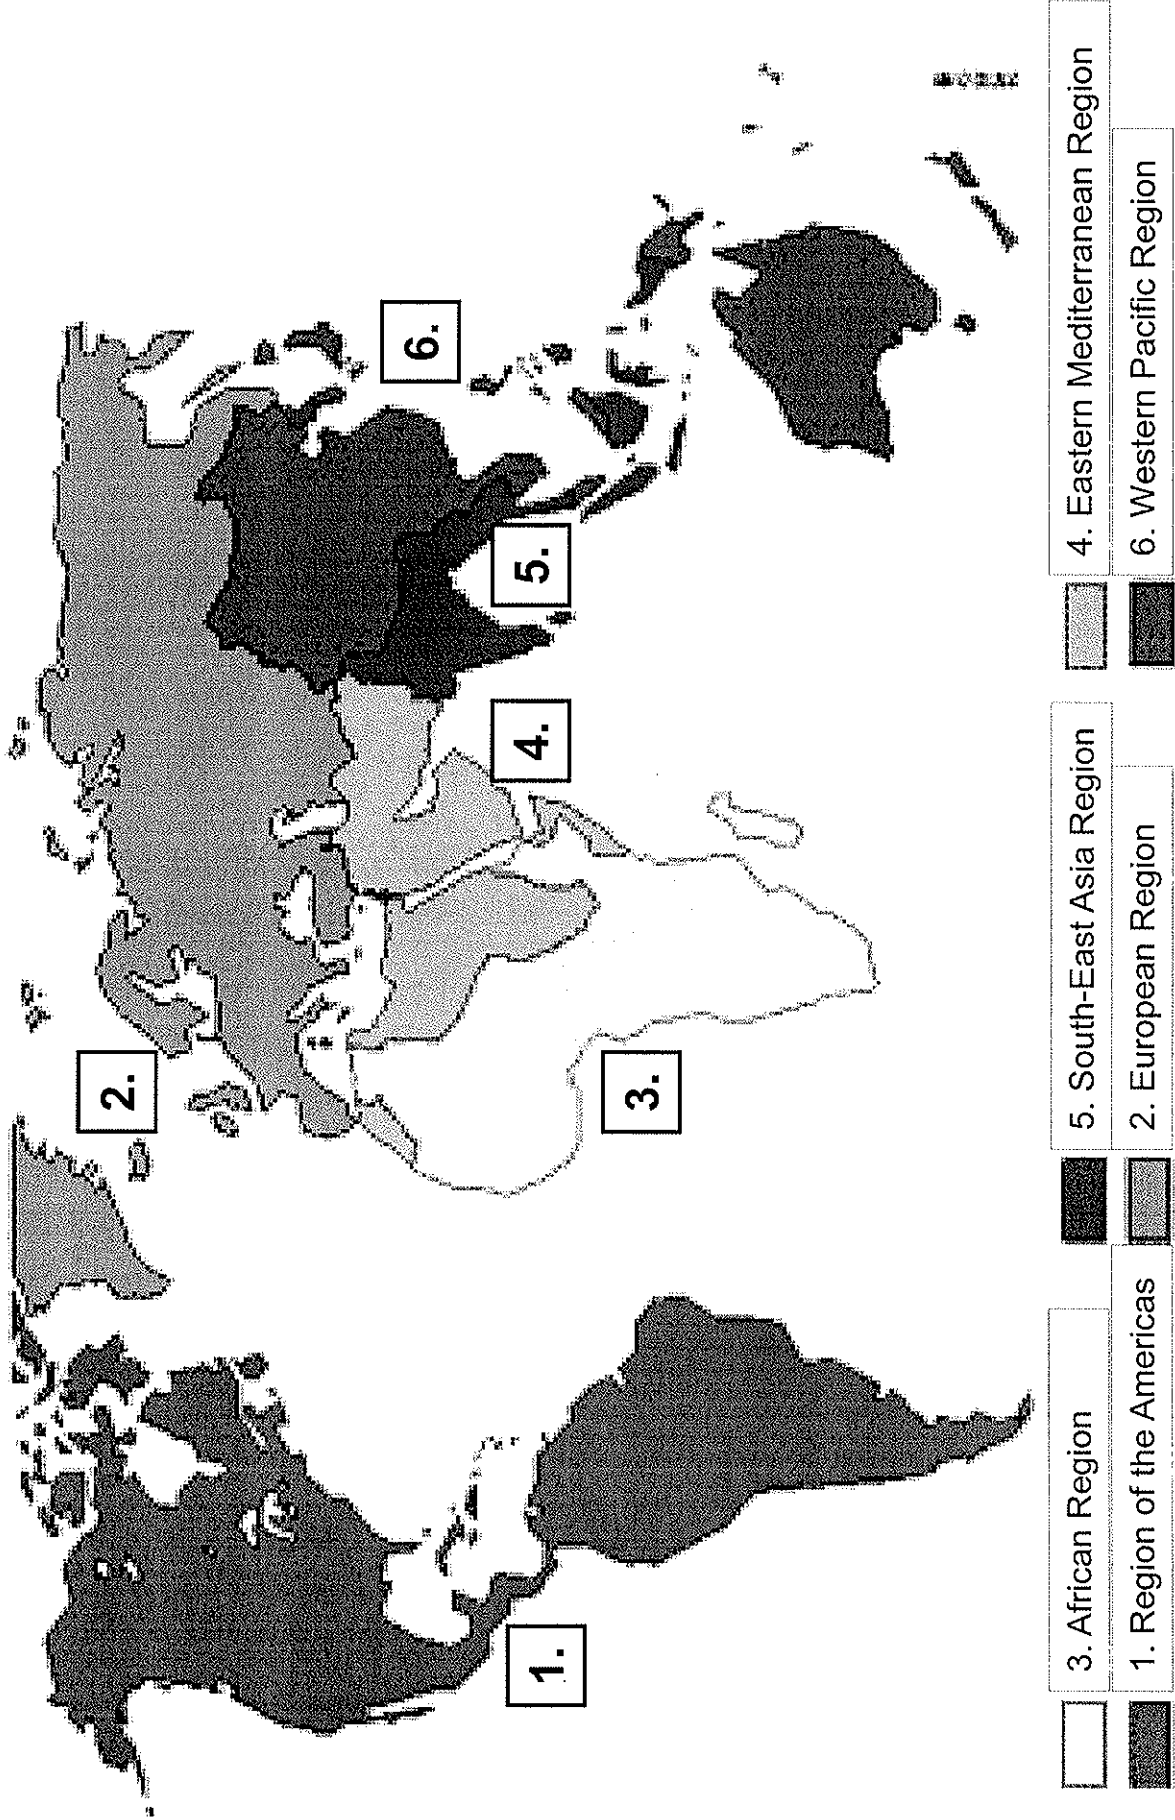 2.
6.
1.
3.
4.
5.
3. African Region
5. South-East Asia Region
4. Eastern Mediterranean Region
1. Region of the Americas
2. European Region
6. Western Pacific Region